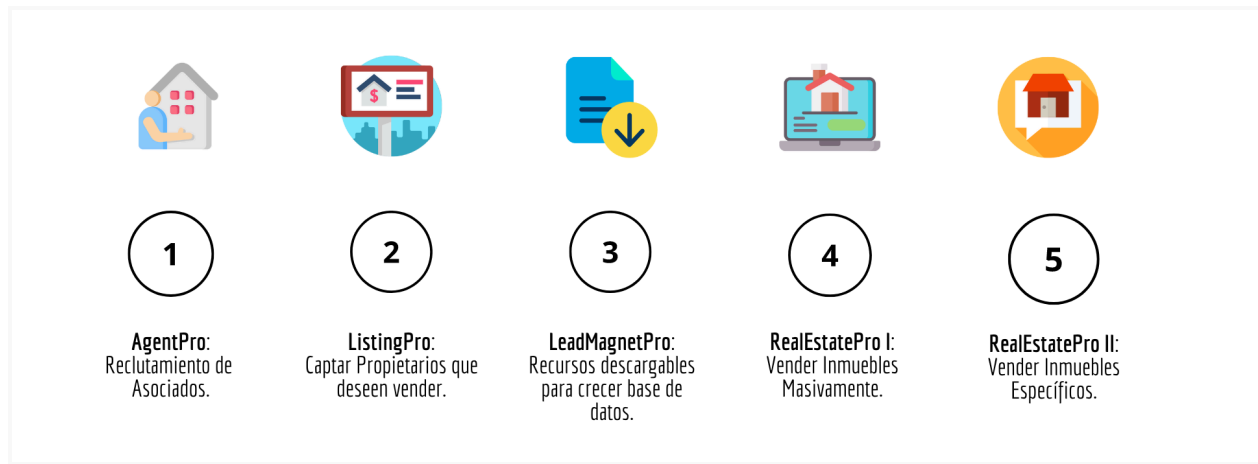 1
2
3
4
5
AgentPro:
Reclutamiento de
Asociados.
ListingPro:
Captar Propietarios que
deseen vender.
LeadMagnetPro:
Recursos descargables
para crecer base de
datos.
RealEstatePro I:
Vender Inmuebles
Masivamente.
RealEstatePro II:
Vender Inmuebles
Específicos.
$